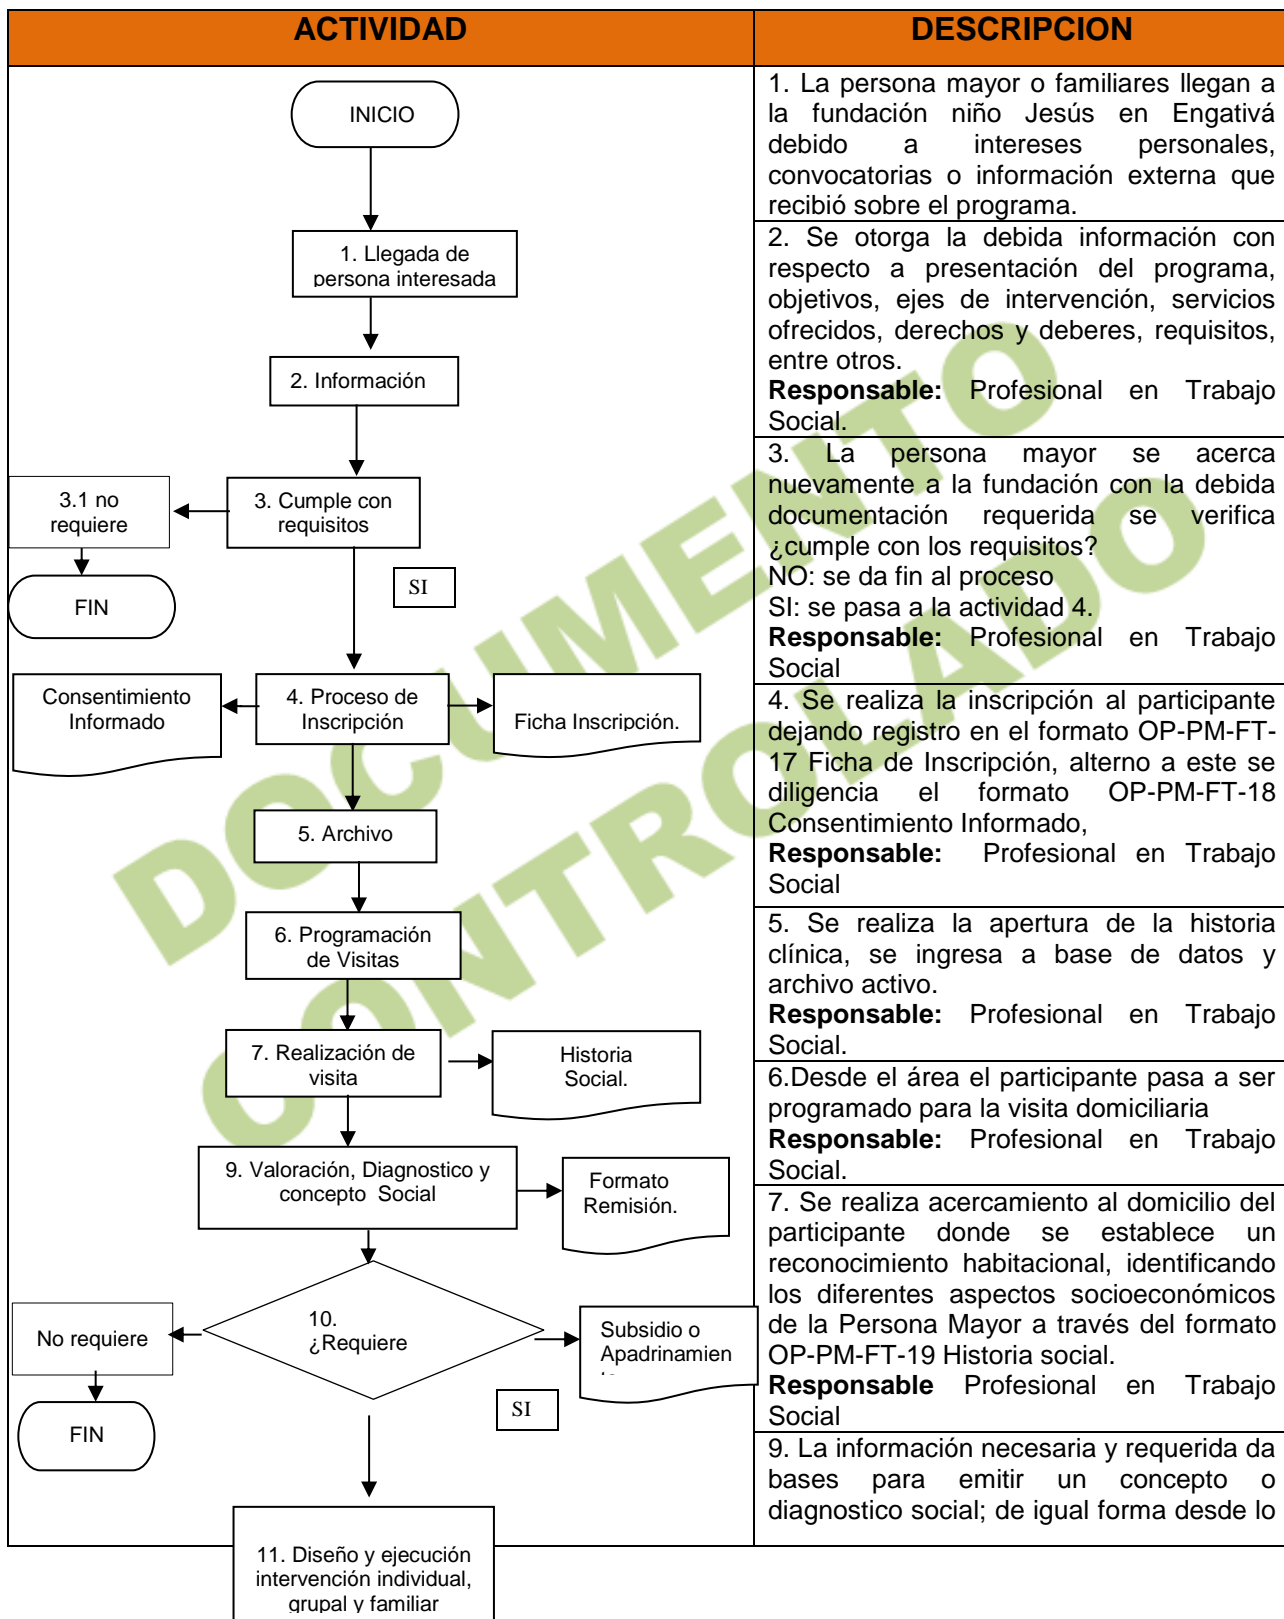 ACTIVIDAD
DESCRIPCION
INICIO
1. Llegada de
persona interesada
2. Información
3. Cumple con
requisitos
3.1 no
requiere
FIN
SI
Consentimiento
Informado
4. Proceso de
Inscripción
Ficha Inscripción.
5. Archivo
6. Programación
de Visitas
7. Realización de
visita
Historia
Social.
9. Valoración, Diagnostico y
concepto Social
Formato
Remisión.
10.
¿Requiere
No requiere
FIN
Subsidio o
Apadrinamien
SI
11. Diseño y ejecución
intervención individual,
grupal y familiar
1. La persona mayor o familiares llegan a
la fundación niño Jesús en Engativá
debido a intereses personales,
convocatorias o información externa que
recibió sobre el programa.
2. Se otorga la debida información con
respecto a presentación del programa,
objetivos, ejes de intervención, servicios
ofrecidos, derechos y deberes, requisitos,
entre otros.
Responsable: Profesional en Trabajo
Social.
3. La persona mayor se acerca
nuevamente a la fundación con la debida
documentación requerida se verifica
¿cumple con los requisitos?
NO: se da fin al proceso
SI: se pasa a la actividad 4.
Responsable: Profesional en Trabajo
Social
4. Se realiza la inscripción al participante
dejando registro en el formato OP-PM-FT-
17 Ficha de Inscripción, alterno a este se
diligencia el formato OP-PM-FT-18
Consentimiento Informado,
Responsable: Profesional en Trabajo
Social
5. Se realiza la apertura de la historia
clínica, se ingresa a base de datos y
archivo activo.
Responsable: Profesional en Trabajo
Social.
6.Desde el área el participante pasa a ser
programado para la visita domiciliaria
Responsable: Profesional en Trabajo
Social.
7. Se realiza acercamiento al domicilio del
participante donde se establece un
reconocimiento habitacional, identificando
los diferentes aspectos socioeconómicos
de la Persona Mayor a través del formato
OP-PM-FT-19 Historia social.
Responsable Profesional en Trabajo
Social
9. La información necesaria y requerida da
bases para emitir un concepto o
diagnostico social; de igual forma desde lo
DOCUMENTO
CONTROLADO